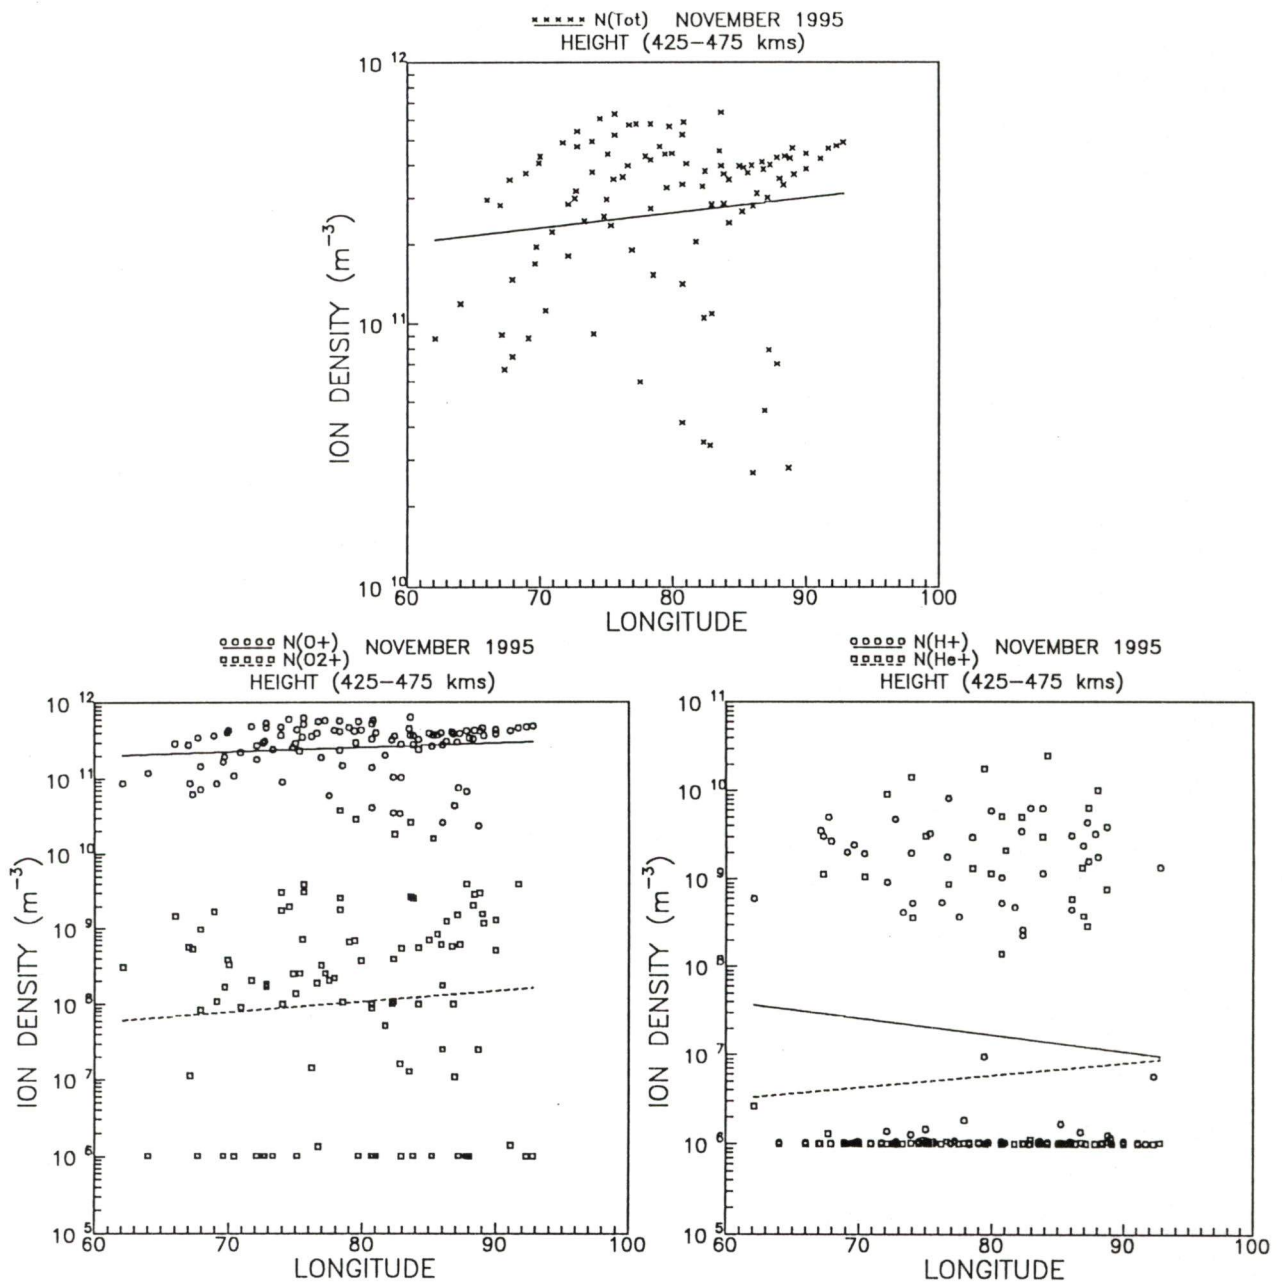 ××××× N(Tot) NOVEMBER 1995
HEIGHT (425−475 kms)
10 12
10 11
10 10
ION DENSITY (m−3)
60 70 80 90 100
LONGITUDE
N(O+) NOVEMBER 1995
N(O2+)
HEIGHT (425−475 kms)
10 12
10 11
10 10
10 9
10 8
10 7
10 6
10 5
ION DENSITY (m−3)
60 70 80 90 100
LONGITUDE
N(H+) NOVEMBER 1995
N(He+)
HEIGHT (425−475 kms)
10 11
10 10
10 9
10 8
10 7
10 6
10 5
ION DENSITY (m−3)
60 70 80 90 100
LONGITUDE